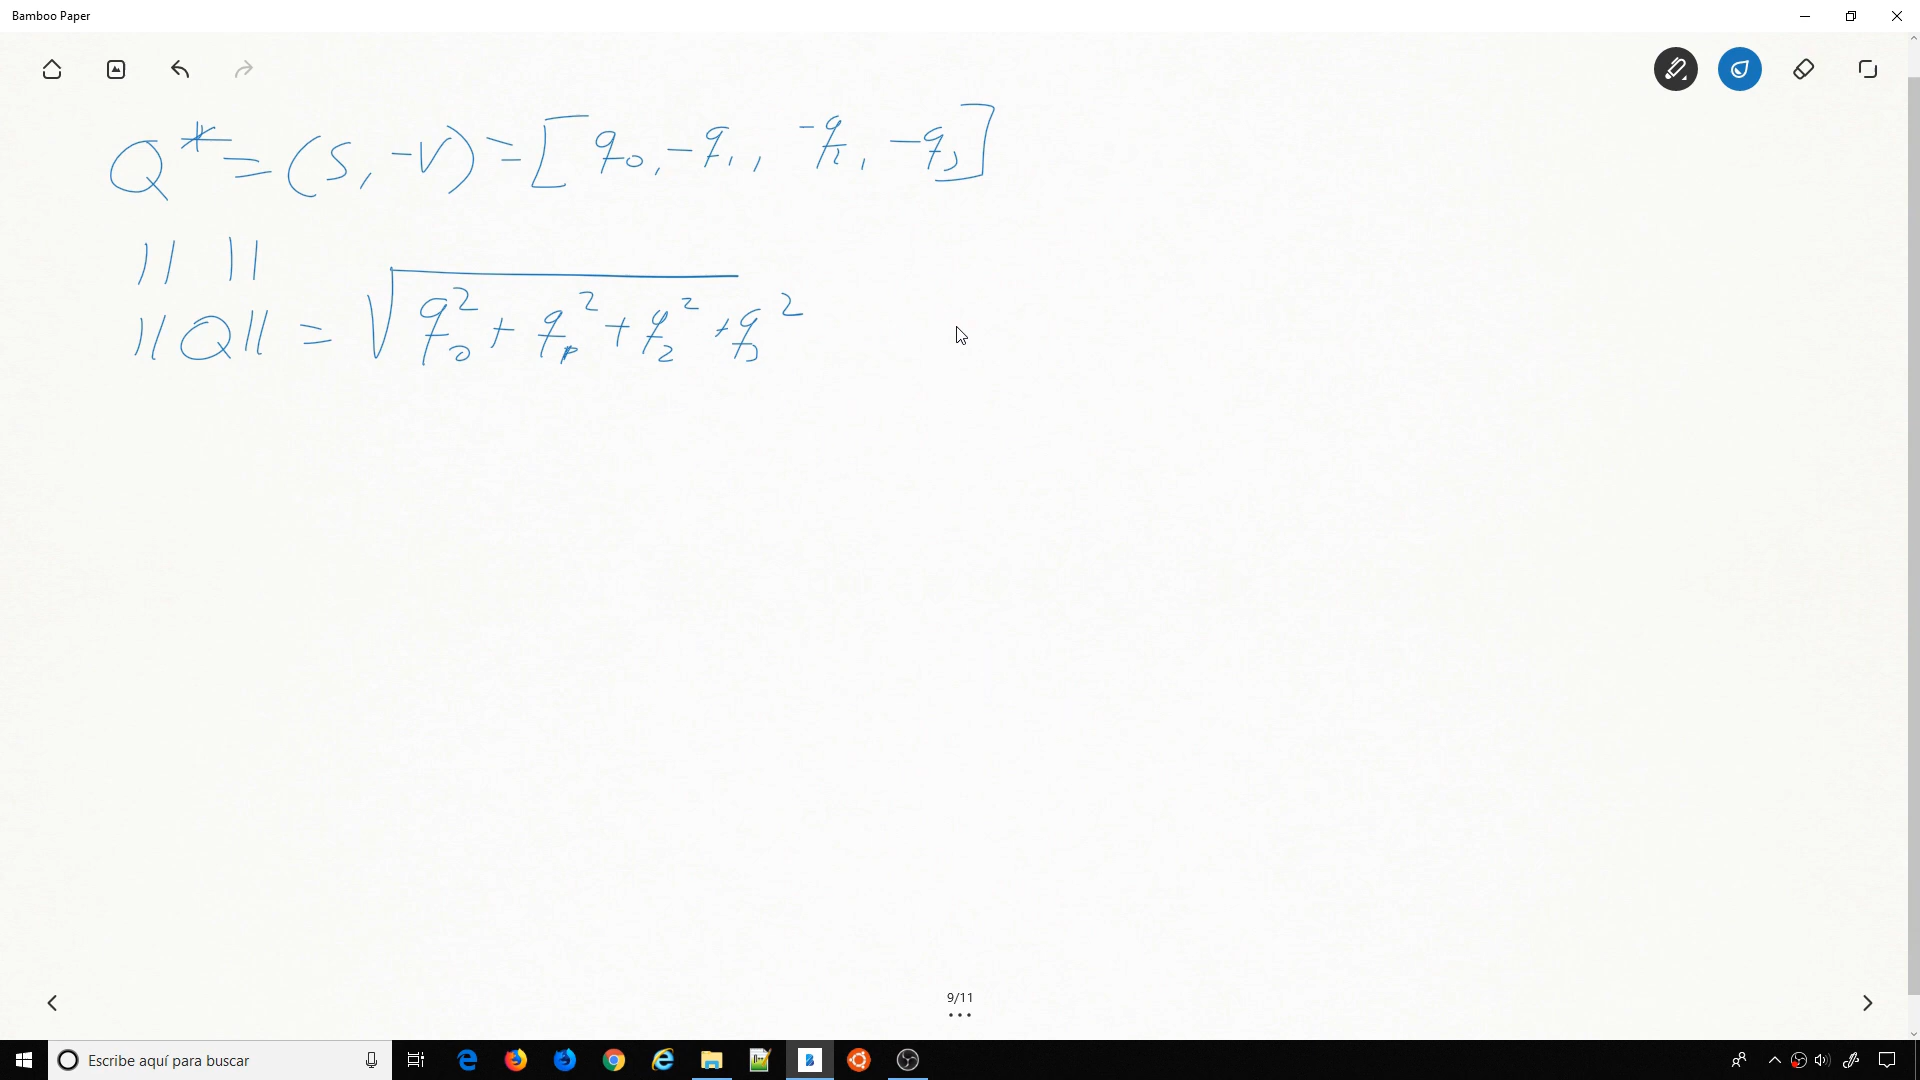 Bamboo Paper
Q* = (S, -V) = [q₀, -q₁, -q₂, -q₃]
|| ||
||Q|| = √q₀² + q₁² + q₂² + q₃²
9/11
Escribe aquí para buscar